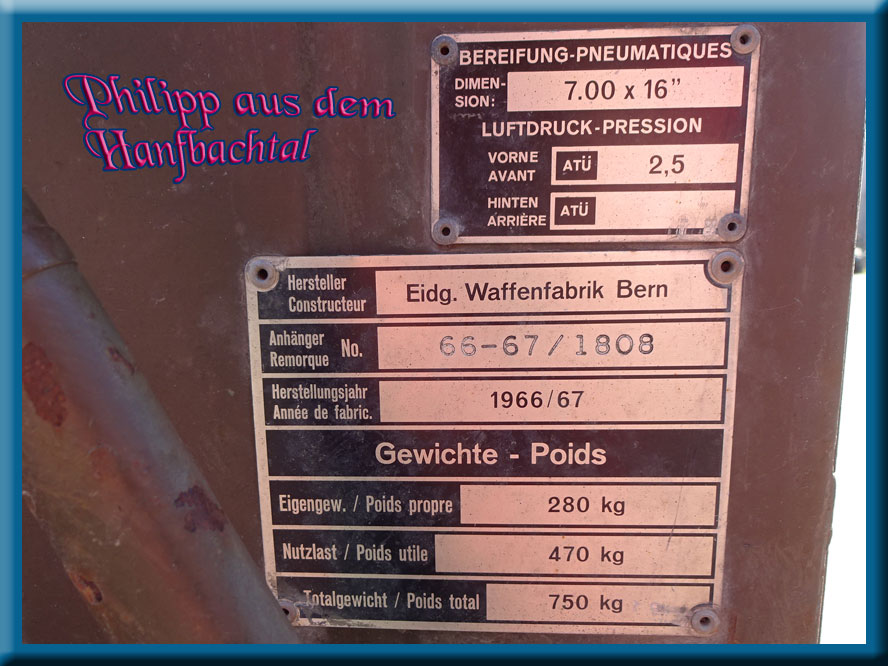 Philipp aus dem
Hanfbachtal
BEREIFUNG-PNEUMATIQUES
DIMEN-
SION: 7.00 x 16"
LUFTDRUCK-PRESSION
VORNE
AVANT ATÜ 2,5
HINTEN
ARRIÈRE ATÜ
Hersteller
Constructeur Eidg. Waffenfabrik Bern
Anhänger
Remorque No. 66-67/1808
Herstellungsjahr
Année de fabric. 1966/67
Gewichte - Poids
Eigengew. / Poids propre 280 kg
Nutzlast / Poids utile 470 kg
Totalgewicht / Poids total 750 kg